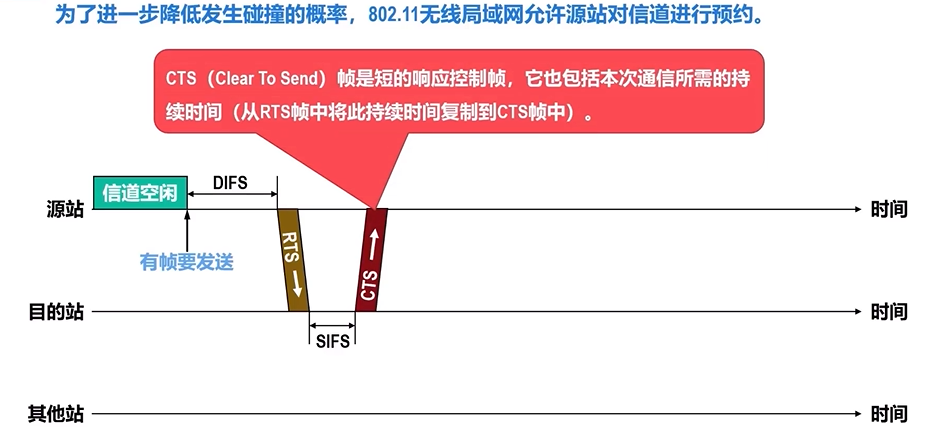 为了进一步降低发生碰撞的概率，802.11无线局域网允许源站对信道进行预约。
CTS（Clear To Send）帧是短的响应控制帧，它也包括本次通信所需的持
续时间（从RTS帧中将此持续时间复制到CTS帧中）。
信道空闲
DIFS
源站
时间
有帧要发送
RTS
CTS
目的站
时间
SIFS
其他站
时间